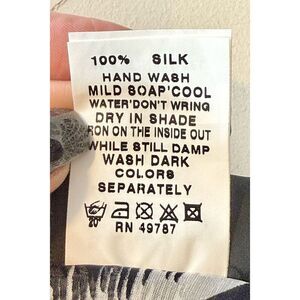 100% SILK
HAND WASH
MILD SOAP'COOL
WATER'DON'T WRING
DRY IN SHADE
RON ON THE INSIDE OUT
WHILE STILL DAMP
WASH DARK
COLORS
SEPARATELY
20°
RN 49787